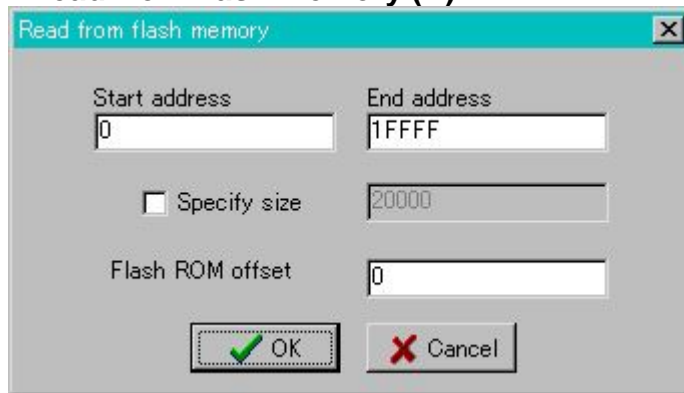 Read from flash memory
Start address End address
0 1FFFF
Specify size 20000
Flash ROM offset 0
OK Cancel